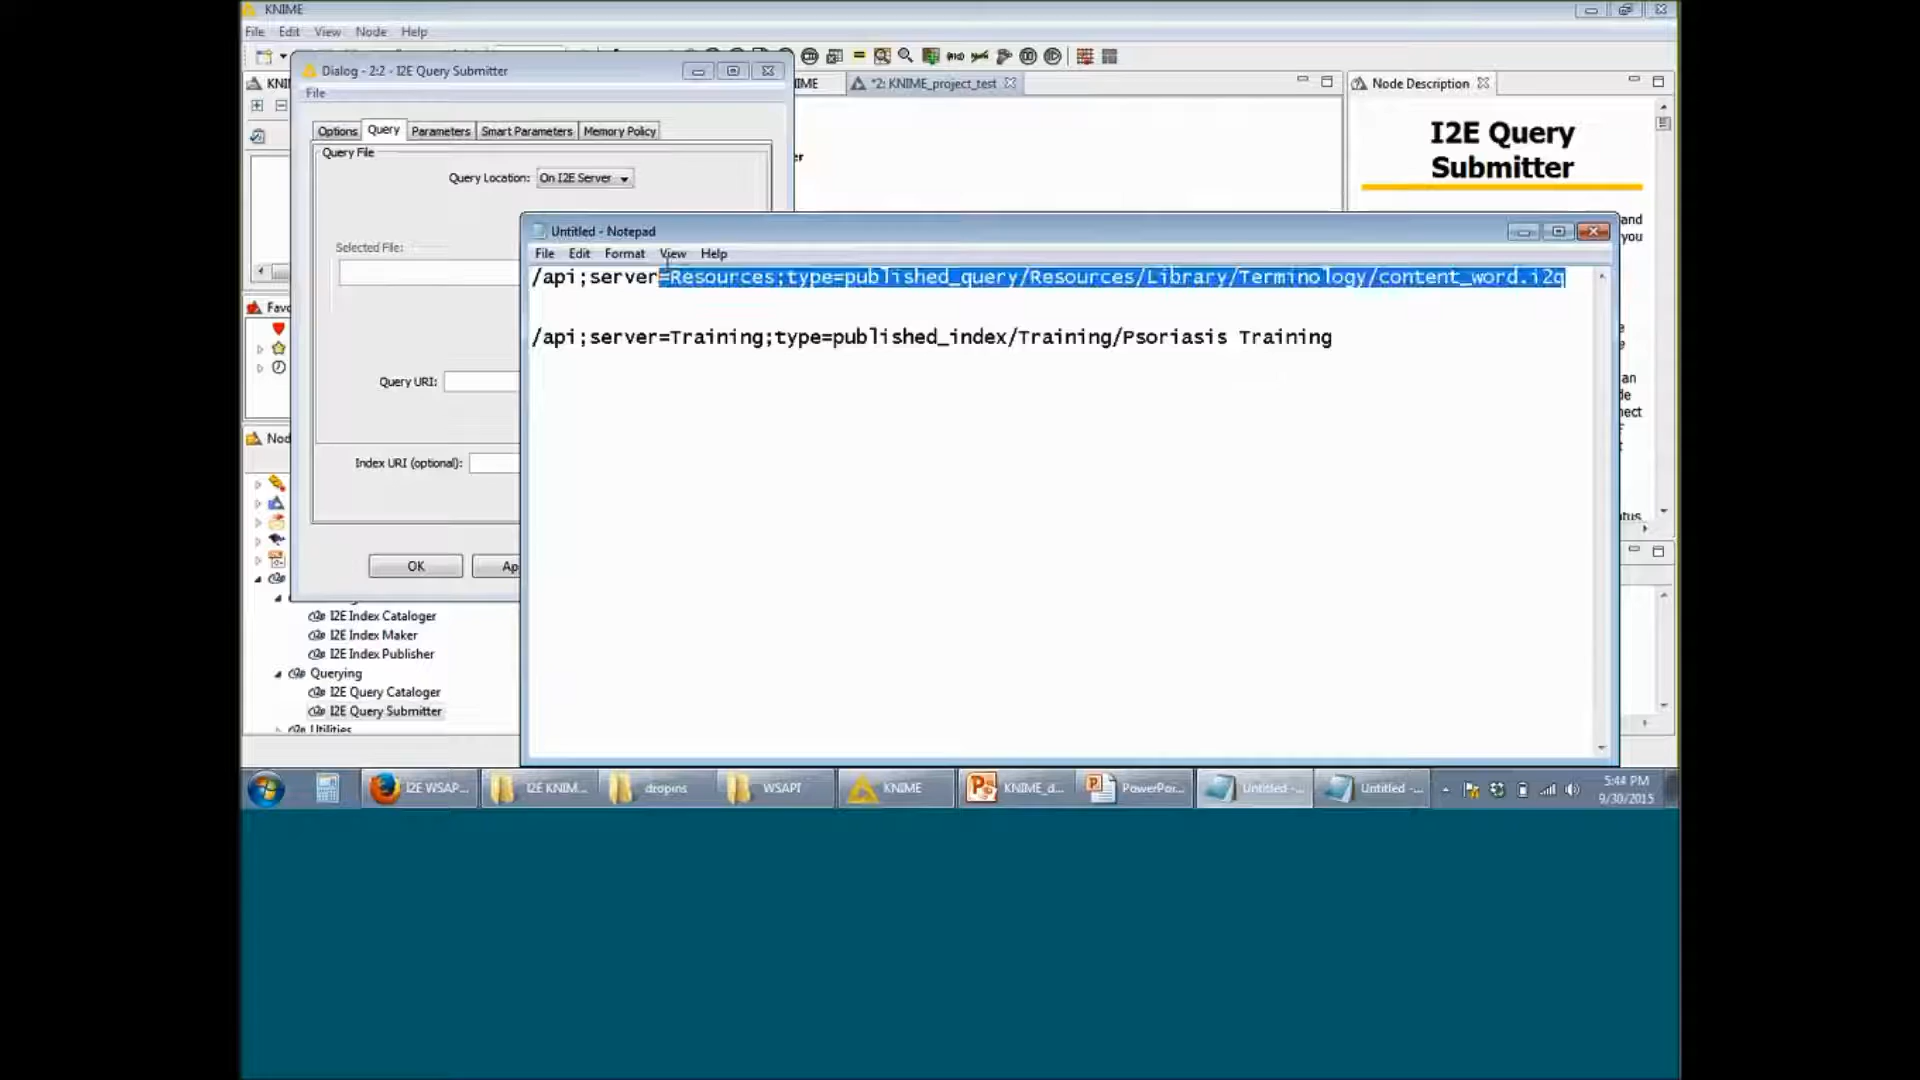 KNIME
File Edit View Node Help
Dialog - 2:2 - I2E Query Submitter
File
Options Query Parameters Smart Parameters Memory Policy
Query File
Query Location: On I2E Server
Selected File:
Query URI:
Index URI (optional):
OK
*2: KNIME_project_test
Node Description
I2E Query
Submitter
and
you
Untitled - Notepad
File Edit Format View Help
/api;server=Resources;type=published_query/Resources/Library/Terminology/content_word.i2q
/api;server=Training;type=published_index/Training/Psoriasis Training
I2E Index Cataloger
I2E Index Maker
I2E Index Publisher
Querying
I2E Query Cataloger
I2E Query Submitter
Utilities
I2E WSAP...
I2E KNIM...
dropins
WSAPI
KNIME
KNIME_d...
PowerPoi...
Untitled -...
Untitled -...
5:44 PM
9/30/2015